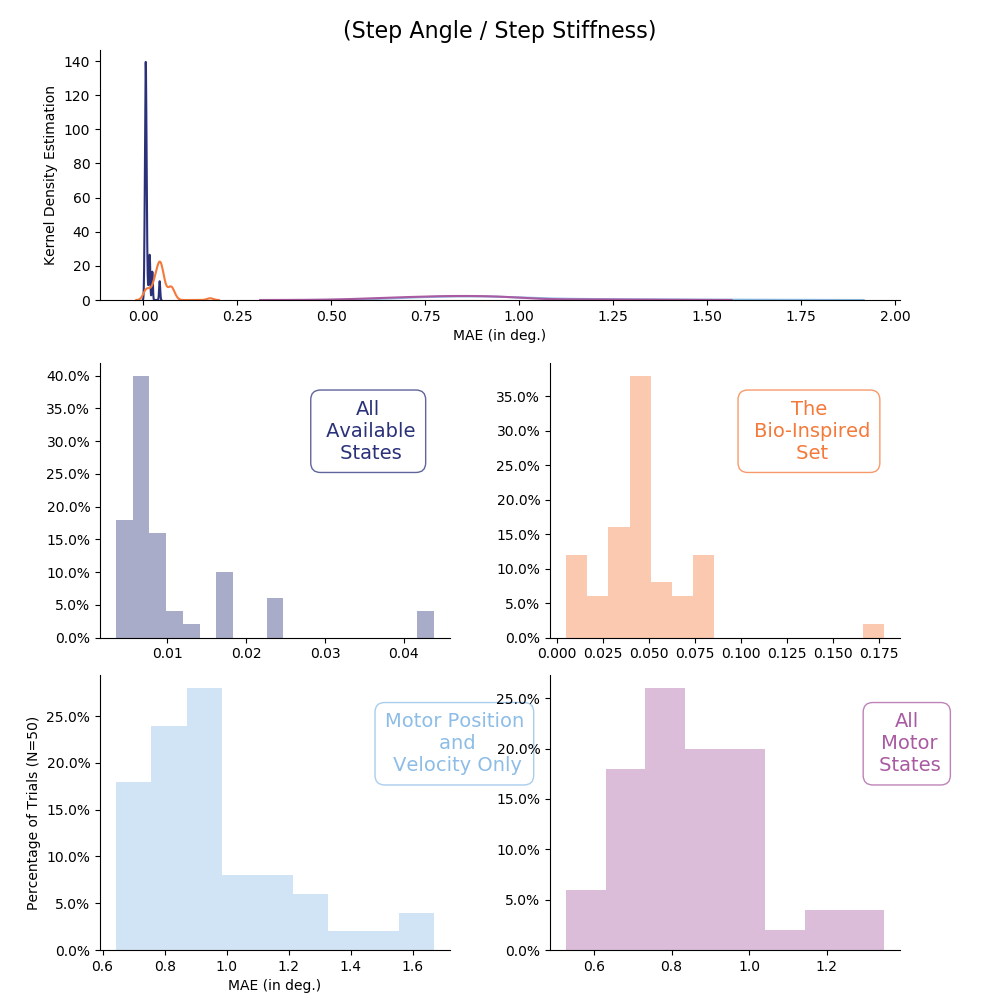 (Step Angle / Step Stiffness)
Kernel Density Estimation
140
120
100
80
60
40
20
0
0.00 0.25 0.50 0.75 1.00 1.25 1.50 1.75 2.00
MAE (in deg.)
40.0%
35.0%
30.0%
25.0%
20.0%
15.0%
10.0%
5.0%
0.0%
0.01 0.02 0.03 0.04
All
Available
States
35.0%
30.0%
25.0%
20.0%
15.0%
10.0%
5.0%
0.0%
0.000 0.025 0.050 0.075 0.100 0.125 0.150 0.175
The
Bio-Inspired
Set
Percentage of Trials (N=50)
25.0%
20.0%
15.0%
10.0%
5.0%
0.0%
0.6 0.8 1.0 1.2 1.4 1.6
MAE (in deg.)
Motor Position
and
Velocity Only
25.0%
20.0%
15.0%
10.0%
5.0%
0.0%
0.6 0.8 1.0 1.2
All
Motor
States